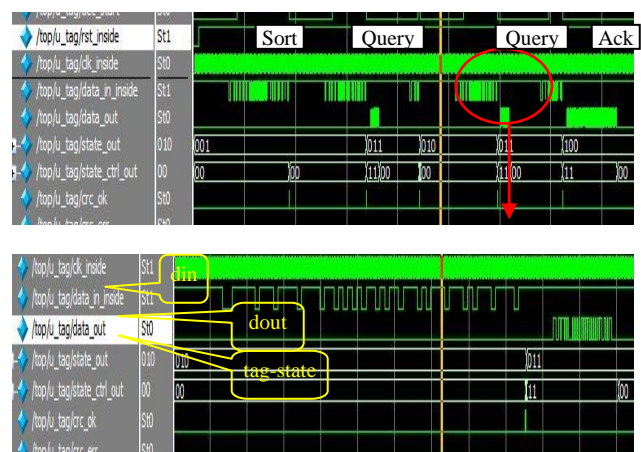 /top/u_tag/rst_inside St1 Sort Query Query Ack
/top/u_tag/clk_inside St0
/top/u_tag/data_in_inside St1
/top/u_tag/data_out St0
/top/u_tag/state_out 010 001 011 010 011 100
/top/u_tag/state_ctrl_out 00 00 00 11 00 00 11 00 11 00
/top/u_tag/crc_ok St0
/top/u_tag/clk_inside St1 din
/top/u_tag/data_in_inside St1
/top/u_tag/data_out St0 dout
/top/u_tag/state_out 010 010 011
tag-state
/top/u_tag/state_ctrl_out 00 00 11 00
/top/u_tag/crc_ok St0